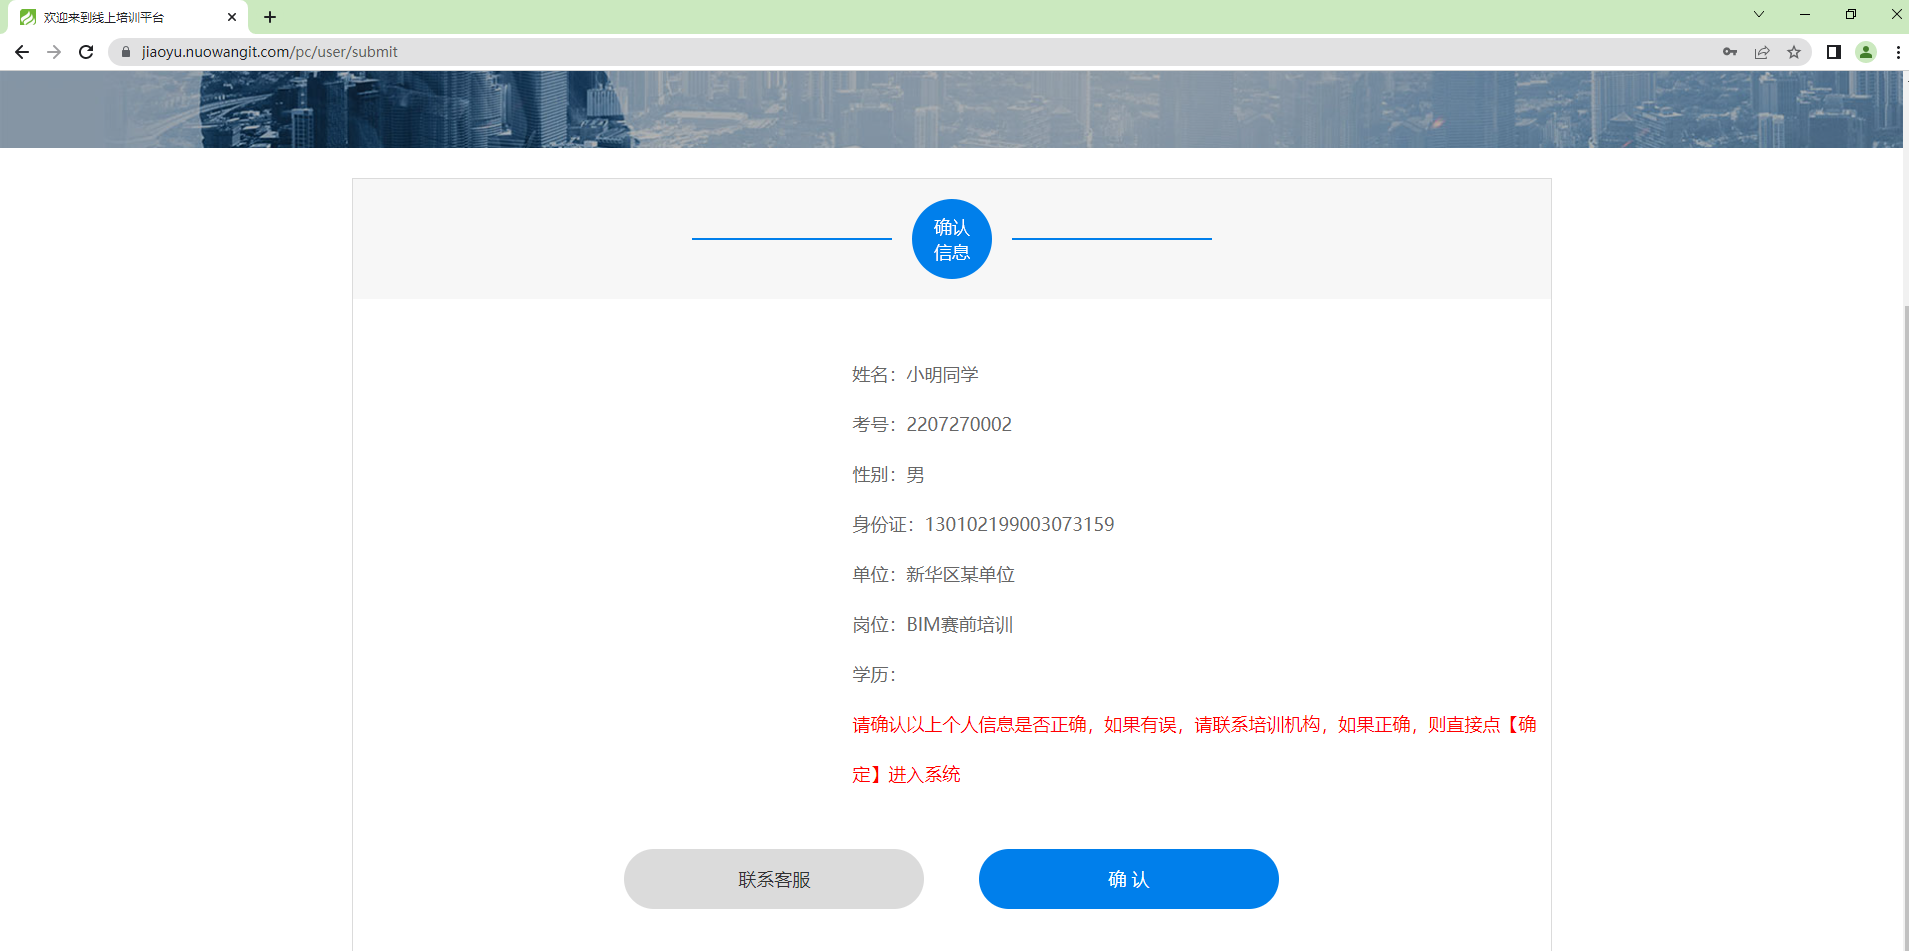 欢迎来到线上培训平台
jiaoyu.nuowangit.com/pc/user/submit
确认
信息
姓名：小明同学
考号：2207270002
性别：男
身份证：130102199003073159
单位：新华区某单位
岗位：BIM赛前培训
学历：
请确认以上个人信息是否正确，如果有误，请联系培训机构，如果正确，则直接点【确
定】进入系统
联系客服
确 认